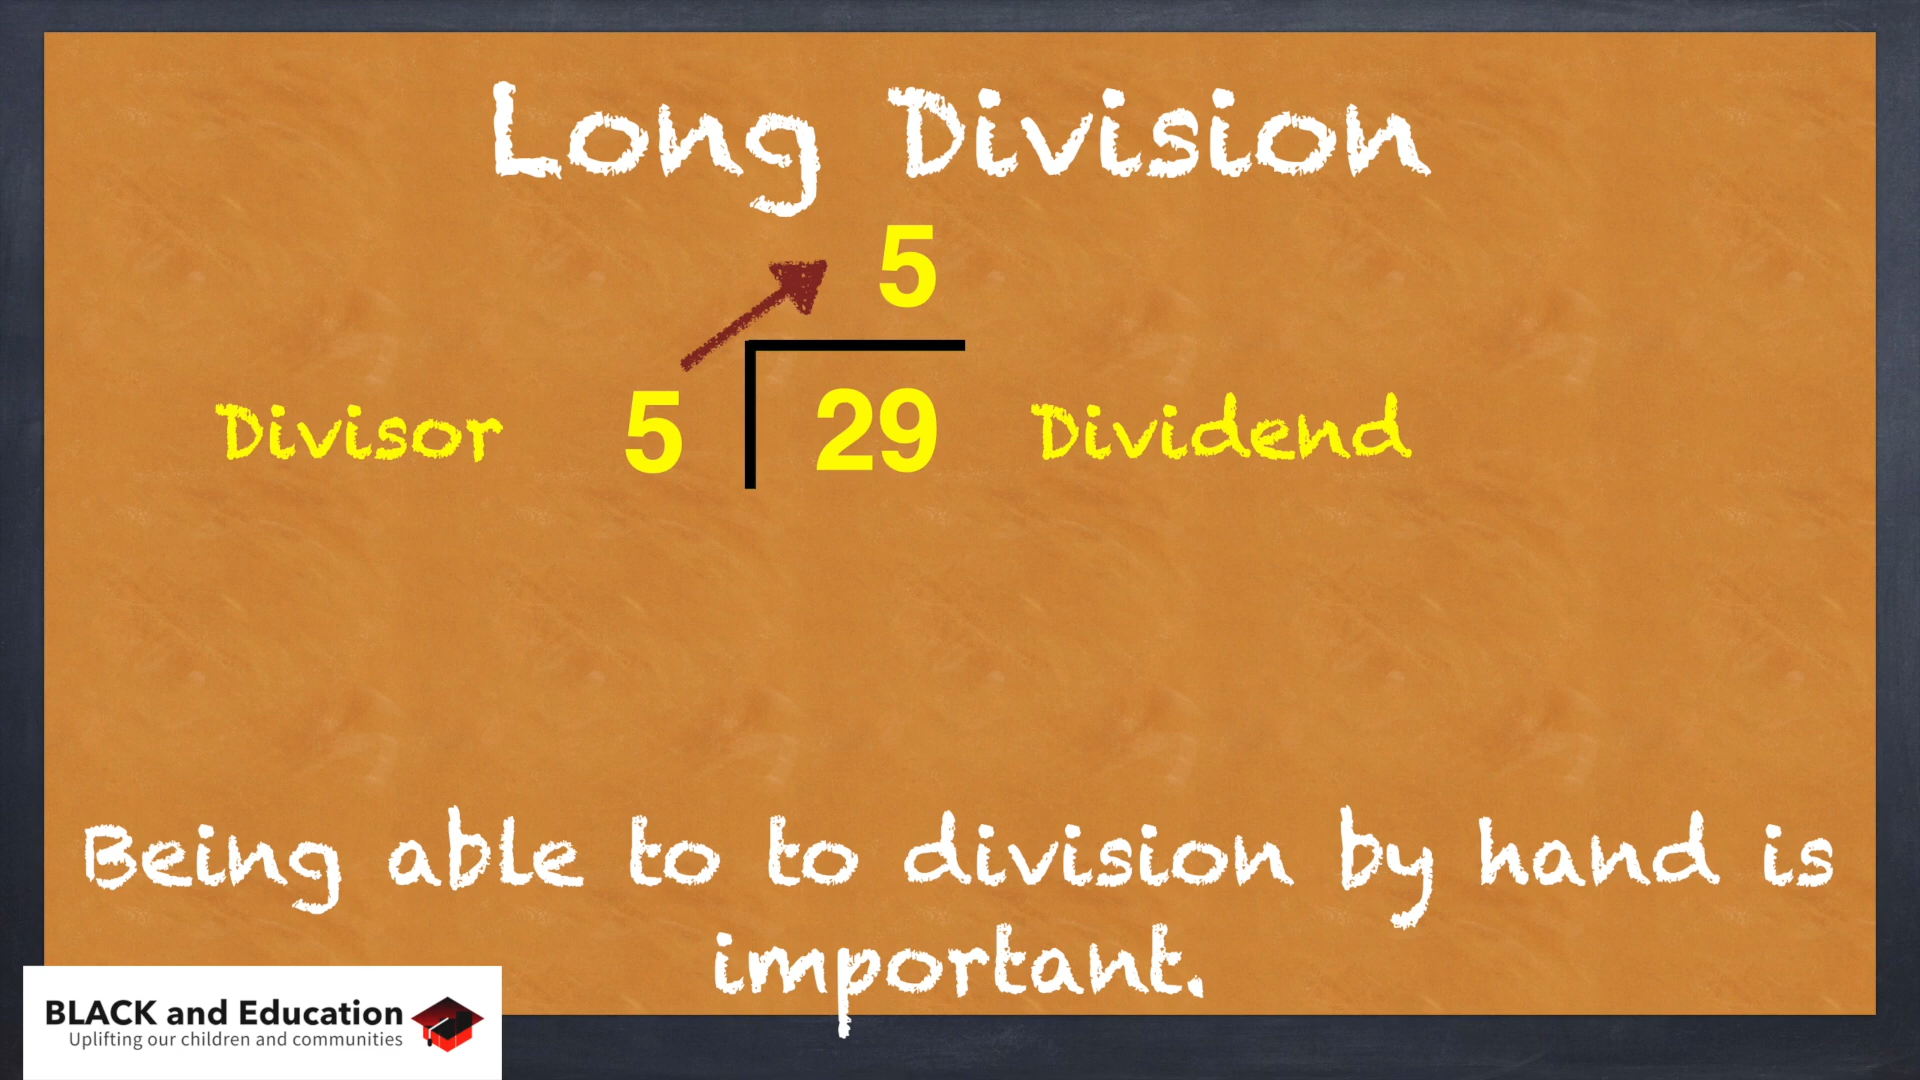 Long Division
5
Divisor 5 29 Dividend
Being able to to division by hand is
important.
BLACK and Education
Uplifting our children and communities